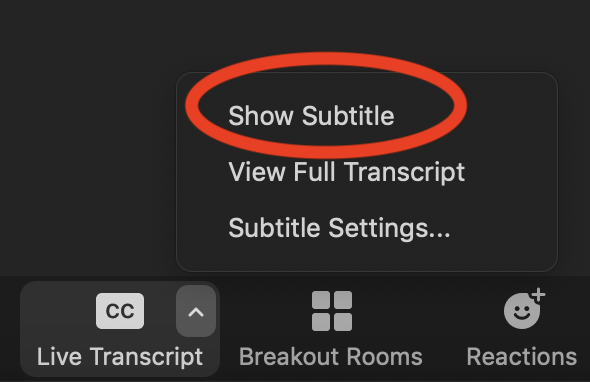 Show Subtitle
View Full Transcript
Subtitle Settings...
CC
Live Transcript
Breakout Rooms
Reactions